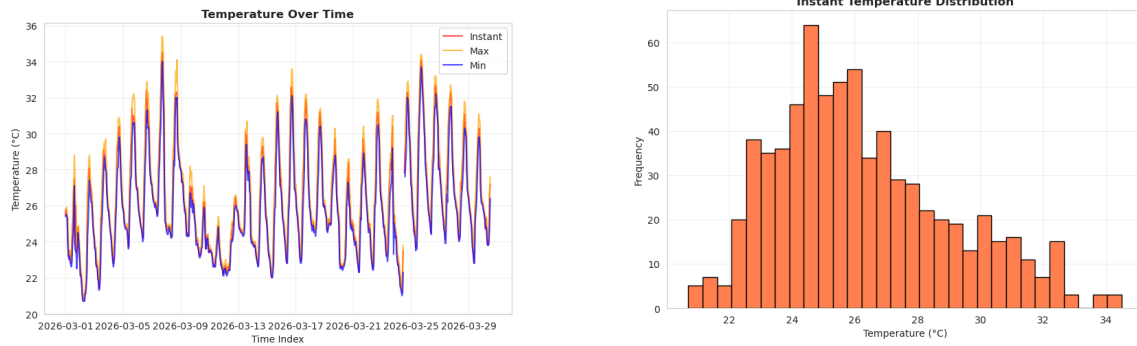 Temperature Over Time
36
34
32
30
28
26
24
22
20
Temperature (°C)
Instant
Max
Min
2026-03-01 2026-03-05 2026-03-09 2026-03-13 2026-03-17 2026-03-21 2026-03-25 2026-03-29
Time Index
Instant Temperature Distribution
60
50
40
30
20
10
0
Frequency
22 24 26 28 30 32 34
Temperature (°C)